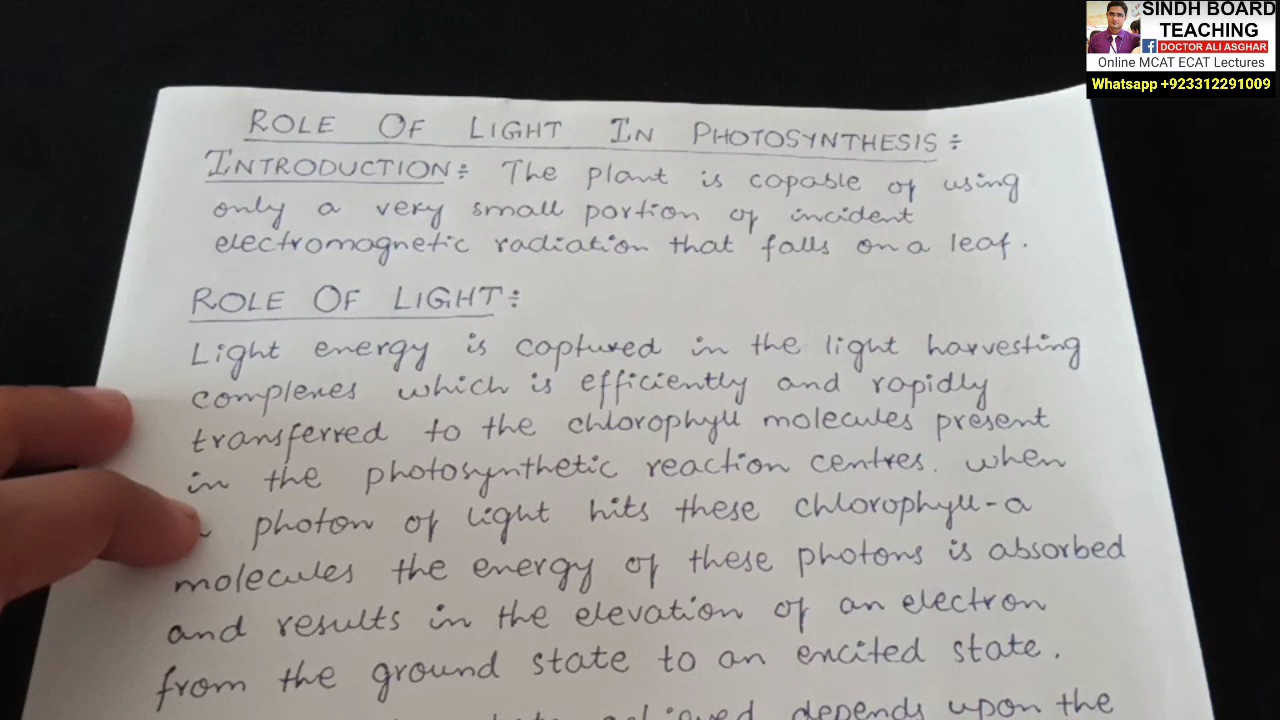 SINDH BOARD
TEACHING
f DOCTOR ALI ASGHAR
Online MCAT ECAT Lectures
Whatsapp +923312291009
ROLE OF LIGHT IN PHOTOSYNTHESIS:
INTRODUCTION: The plant is capable of using
only a very small portion of incident
electromagnetic radiation that falls on a leaf.
ROLE OF LIGHT:
Light energy is captured in the light harvesting
complexes which is efficiently and rapidly
transferred to the chlorophyll molecules present
in the photosynthetic reaction centres. When
photon of light hits these chlorophyll-a
molecules the energy of these photons is absorbed
and results in the elevation of an electron
from the ground state to an excited state.
depends upon the